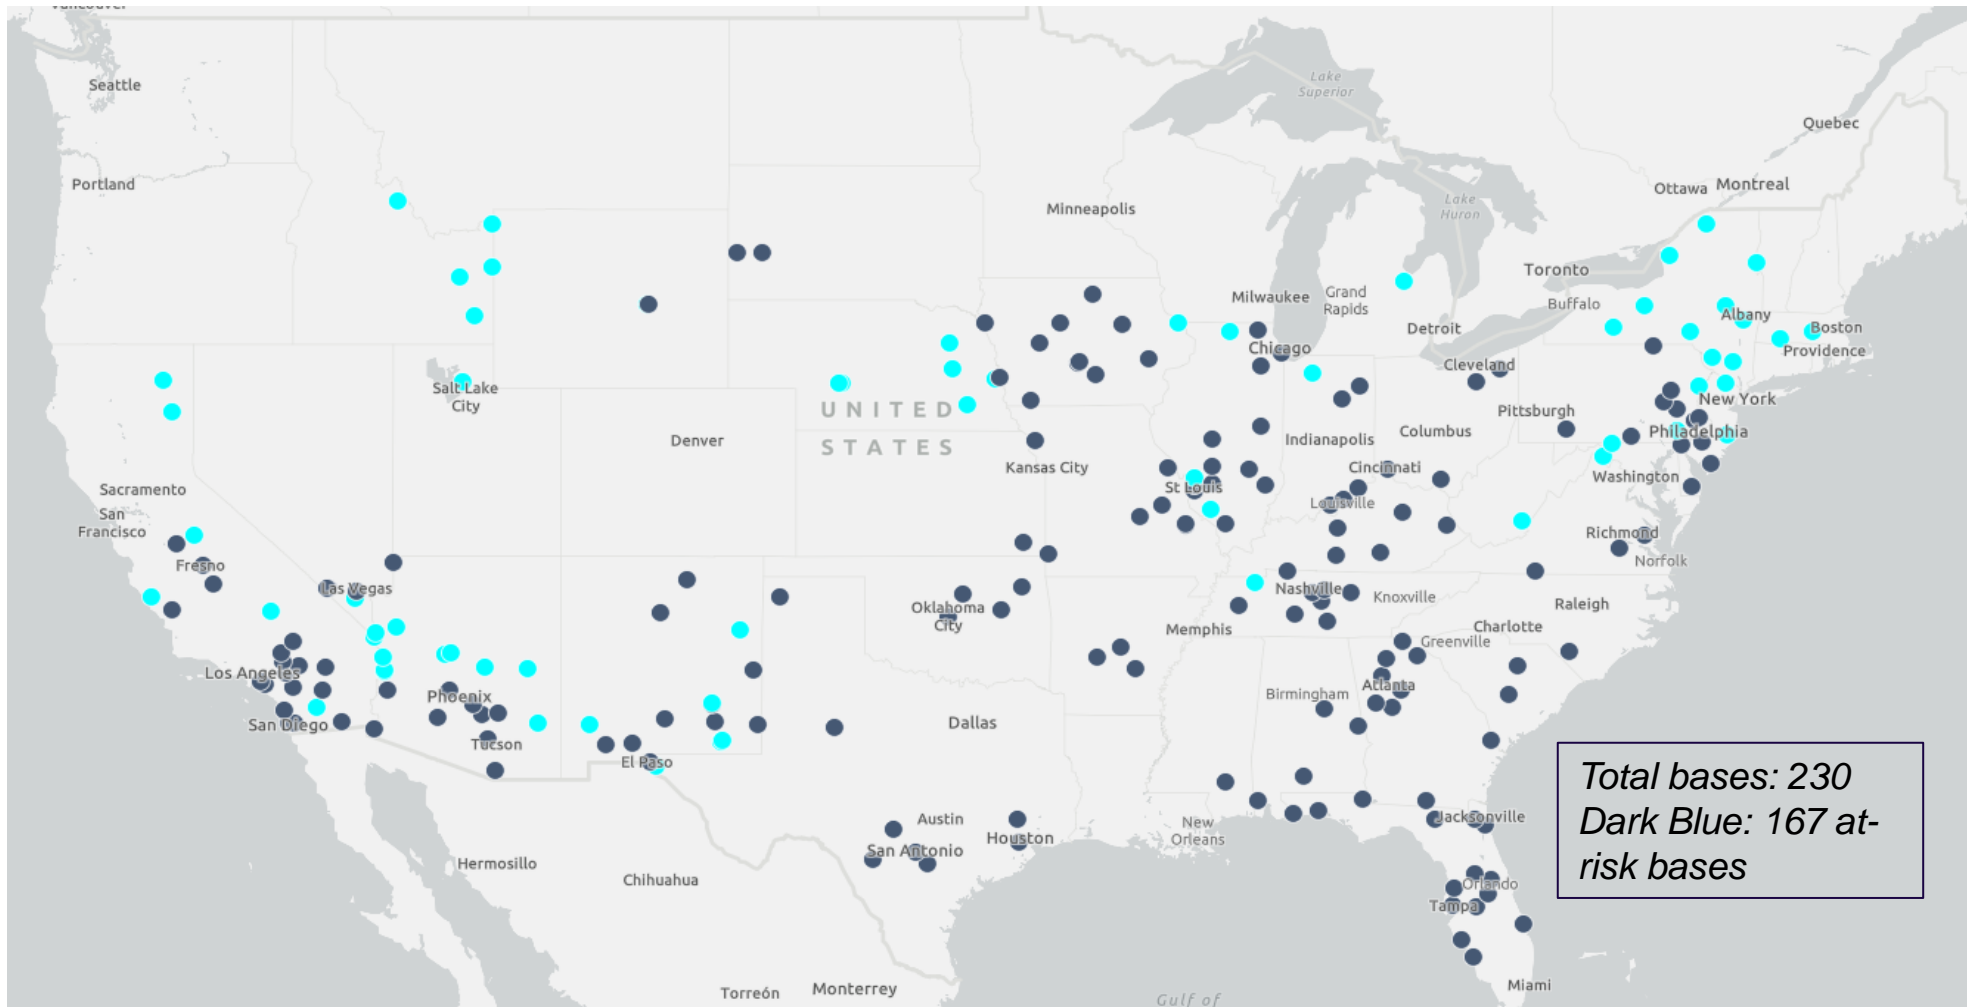 Vancouver
Seattle
Lake
Superior
Quebec
Portland
Ottawa
Montreal
Minneapolis
Lake
Huron
Toronto
Milwaukee
Grand
Rapids
Buffalo
Albany
Detroit
Boston
Chicago
Providence
Cleveland
Salt Lake
City
New York
UNITED
STATES
Pittsburgh
Denver
Indianapolis
Columbus
Philadelphia
Kansas City
Cincinnati
Washington
Sacramento
St Louis
San
Francisco
Louisville
Richmond
Norfolk
Fresno
Las Vegas
Nashville
Knoxville
Oklahoma
City
Raleigh
Memphis
Charlotte
Greenville
Los Angeles
Phoenix
Birmingham
Atlanta
San Diego
Dallas
Tucson
El Paso
Total bases: 230
Dark Blue: 167 at-
risk bases
Austin
Houston
New
Orleans
Jacksonville
San Antonio
Hermosillo
Chihuahua
Orlando
Tampa
Miami
Torreón
Monterrey
Gulf of